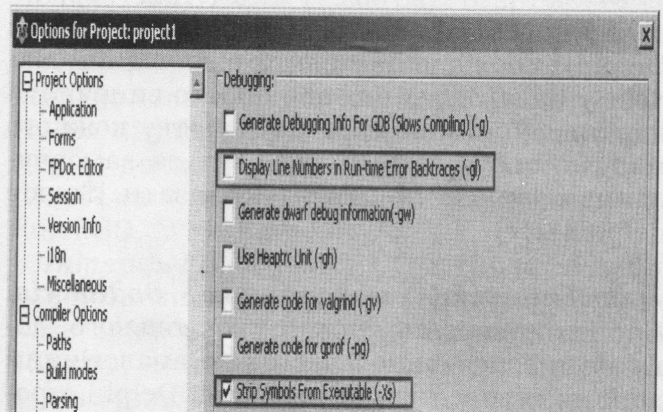 Options for Project: project1
Project Options
Application
Forms
FPDoc Editor
Session
Version Info
i18n
Miscellaneous
Compiler Options
Paths
Build modes
Parsing
Debugging:
Generate Debugging Info For GDB (Slows Compiling) (-g)
Display Line Numbers in Run-time Error Backtraces (-gl)
Generate dwarf debug information(-gw)
Use Heaptrc Unit (-gh)
Generate code for valgrind (-gv)
Generate code for gprof (-pg)
Strip Symbols From Executable (-Xs)